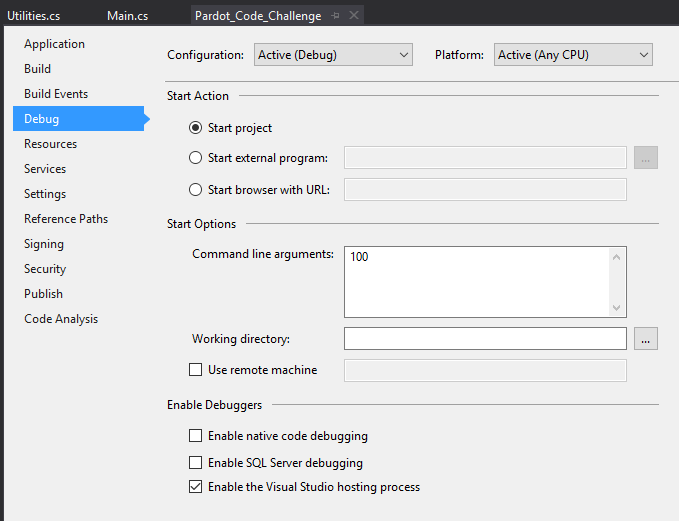 Utilities.cs Main.cs Pardot_Code_Challenge
Application
Build
Build Events
Debug
Resources
Services
Settings
Reference Paths
Signing
Security
Publish
Code Analysis
Configuration: Active (Debug) Platform: Active (Any CPU)
Start Action
Start project
Start external program: ...
Start browser with URL:
Start Options
Command line arguments: 100
Working directory: ...
Use remote machine
Enable Debuggers
Enable native code debugging
Enable SQL Server debugging
Enable the Visual Studio hosting process